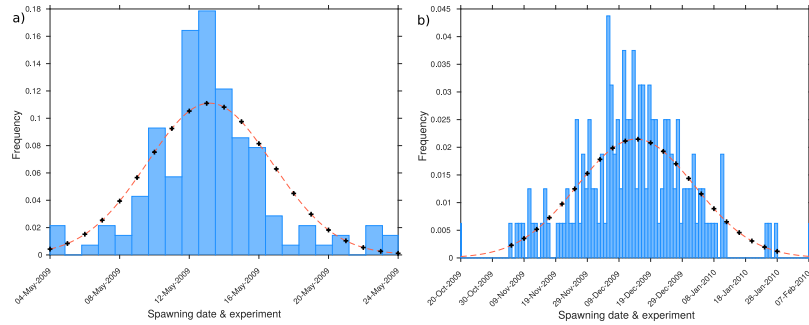 a)
0.18
0.16
0.14
0.12
0.1
0.08
0.06
0.04
0.02
0
Frequency
04-May-2009
08-May-2009
12-May-2009
16-May-2009
20-May-2009
24-May-2009
Spawning date & experiment
b)
0.045
0.04
0.035
0.03
0.025
0.02
0.015
0.01
0.005
0
Frequency
20-Oct-2009
30-Oct-2009
09-Nov-2009
19-Nov-2009
29-Nov-2009
09-Dec-2009
19-Dec-2009
29-Dec-2009
08-Jan-2010
18-Jan-2010
28-Jan-2010
07-Feb-2010
Spawning date & experiment